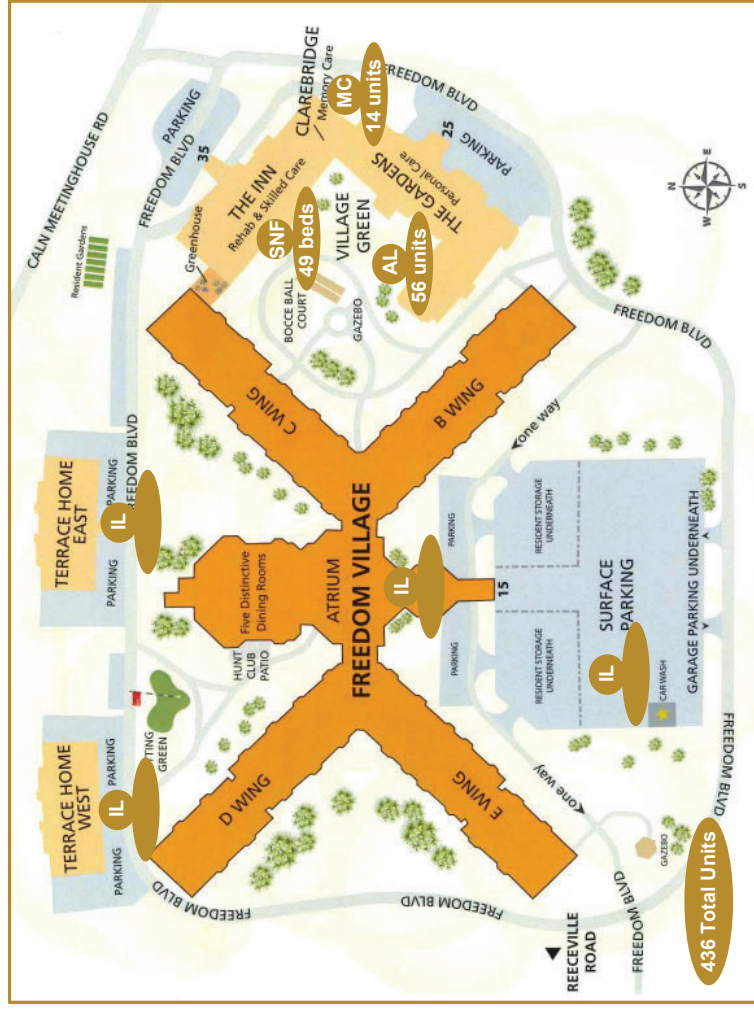 CALN MEETINGHOUSE RD
Resident Gardens
FREEDOM BLVD
PARKING
35
TERRACE HOME
WEST
PARKING
PARKING
IL
TERRACE HOME
EAST
PARKING
PARKING
IL
FREEDOM BLVD
Greenhouse
THE INN
Rehab & Skilled Care
SNF
49 beds
CLAREBRIDGE
Memory Care
MC
14 units
FREEDOM BLVD
TTING
GREEN
HUNT
CLUB
PATIO
Five Distinctive
Dining Rooms
ATRIUM
FREEDOM VILLAGE
C WING
B WING
D WING
E WING
BOCCE BALL
COURT
GAZEBO
VILLAGE
GREEN
THE GARDENS
Personal Care
AL
56 units
25
PARKING
IL
15
PARKING
PARKING
one way
one way
RESIDENT STORAGE
UNDERNEATH
RESIDENT STORAGE
UNDERNEATH
SURFACE
PARKING
IL
CARWASH
GARAGE PARKING UNDERNEATH
FREEDOM BLVD
FREEDOM BLVD
FREEDOM BLVD
FREEDOM BLVD
FREEDOM BLVD
FREEDOM BLVD
GAZEBO
REECEVILLE
ROAD
436 Total Units
N
E
S
W